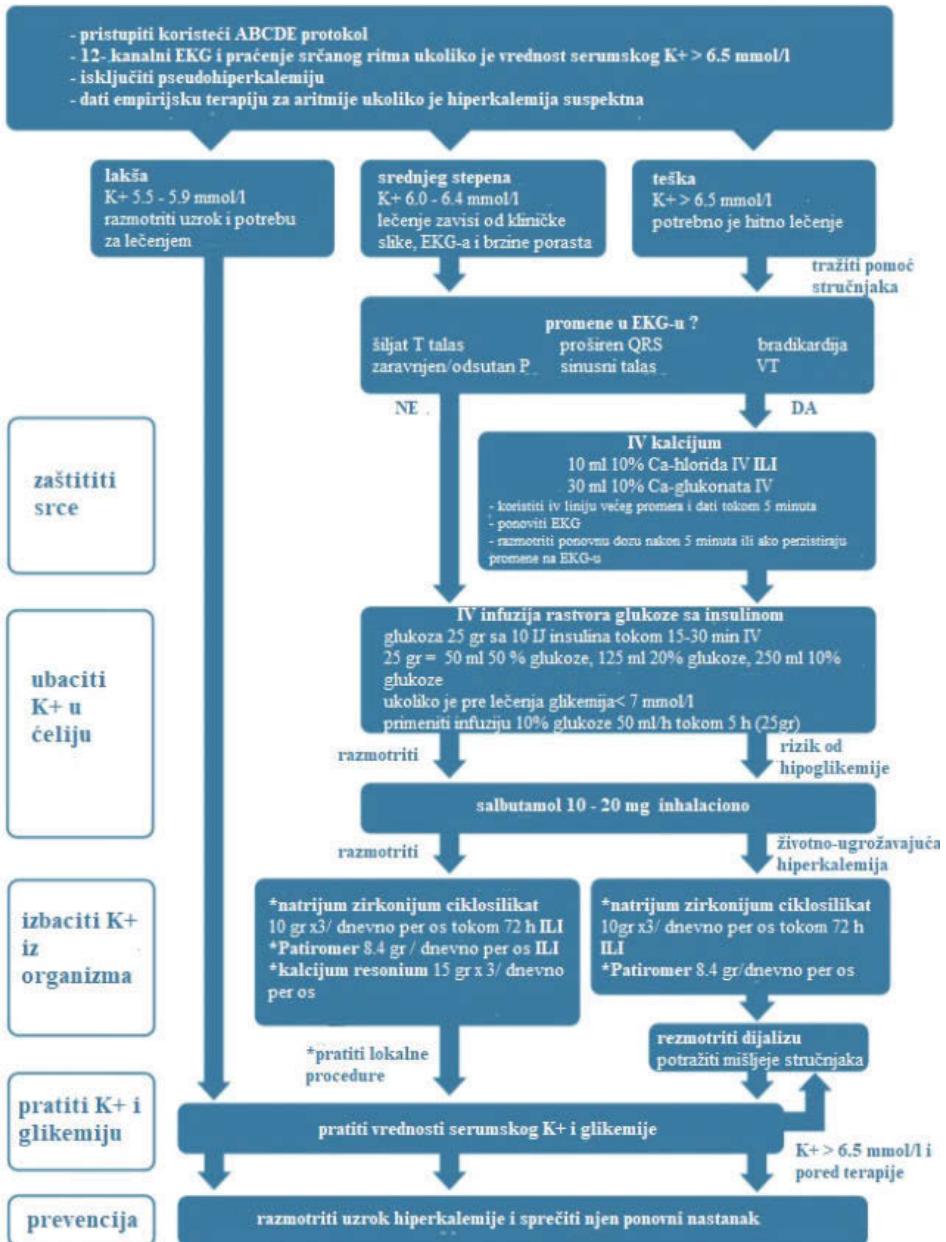 - pristupiti koristeći ABCDE protokol
- 12-kanalni EKG i praćenje srčanog ritma ukoliko je vrednost serumskog K+ > 6.5 mmol/l
- isključiti pseudohiperkalemiju
- dati empirijsku terapiju za aritmije ukoliko je hiperkalemija suspektna
lakša
K+ 5.5 - 5.9 mmol/l
razmotriti uzrok i potrebu
za lečenjem
srednjeg stepena
K+ 6.0 - 6.4 mmol/l
lečenje zavisi od kliničke
slike, EKG-a i brzine porasta
teška
K+ > 6.5 mmol/l
potrebno je hitno lečenje
tražiti pomoć
stručnjaka
promene u EKG-u ?
šiljat T talas
zaravnjen/odsutan P
proširen QRS
sinusni talas
bradikardija
VT
NE
DA
zaštititi
srce
IV kalcijum
10 ml 10% Ca-hlorida IV ILI
30 ml 10% Ca-glukonata IV
- koristiti iv liniju većeg promera i dati tokom 5 minuta
- ponoviti EKG
- razmotriti ponovnu dozu nakon 5 minuta ili ako perzistiraju
promene na EKG-u
ubaciti
K+ u
ćeliju
IV infuzija rastvora glukoze sa insulinom
glukoza 25 gr sa 10 IJ insulina tokom 15-30 min IV
25 gr = 50 ml 50 % glukoze, 125 ml 20% glukoze, 250 ml 10%
glukoze
ukoliko je pre lečenja glikemija< 7 mmol/l
primeniti infuziju 10% glukoze 50 ml/h tokom 5 h (25gr)
razmotriti
rizik od
hipoglikemije
salbutamol 10 - 20 mg inhalaciono
razmotriti
životno-ugrožavajuća
hiperkalemija
izbaciti K+
iz
organizma
*natrijum zirkonijum ciklosilikat
10 gr x3/ dnevno per os tokom 72 h ILI
*Patiromer 8.4 gr / dnevno per os ILI
*kalcijum resonium 15 gr x 3/ dnevno
per os
*natrijum zirkonijum ciklosilikat
10gr x3/ dnevno per os tokom 72 h
ILI
*Patiromer 8.4 gr/dnevno per os
*pratiti lokalne
procedure
rezmotriti dijalizu
potražiti mišljeje stručnjaka
pratiti K+ i
glikemiju
pratiti vrednosti serumskog K+ i glikemije
K+ > 6.5 mmol/l i
pored terapije
prevencija
razmotriti uzrok hiperkalemije i sprečiti njen ponovni nastanak